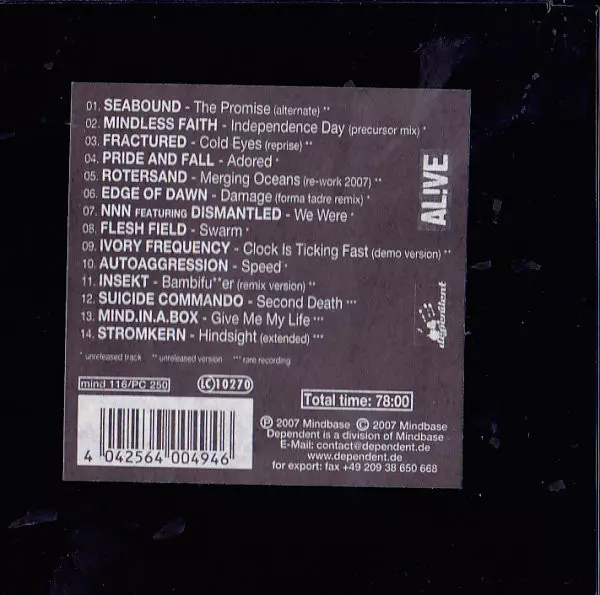 01. SEABOUND - The Promise (alternate) **
02. MINDLESS FAITH - Independence Day (precursor mix) *
03. FRACTURED - Cold Eyes (reprise) **
04. PRIDE AND FALL - Adored *
05. ROTERSAND - Merging Oceans (re-work 2007) **
06. EDGE OF DAWN - Damage (forma tadre remix) *
07. NNN FEATURING DISMANTLED - We Were *
08. FLESH FIELD - Swarm *
09. IVORY FREQUENCY - Clock Is Ticking Fast (demo version) **
10. AUTOAGGRESSION - Speed *
11. INSEKT - Bambifu**er (remix version) **
12. SUICIDE COMMANDO - Second Death ***
13. MIND.IN.A.BOX - Give Me My Life ***
14. STROMKERN - Hindsight (extended) ***
* unreleased track ** unreleased version *** rare recording
AL!VE
dependent
mind 116/PC 250
LC 10270
Total time: 78:00
4 042564 004946
℗ 2007 Mindbase © 2007 Mindbase
Dependent is a division of Mindbase
E-Mail: contact@dependent.de
www.dependent.de
for export: fax +49 209 38 650 668